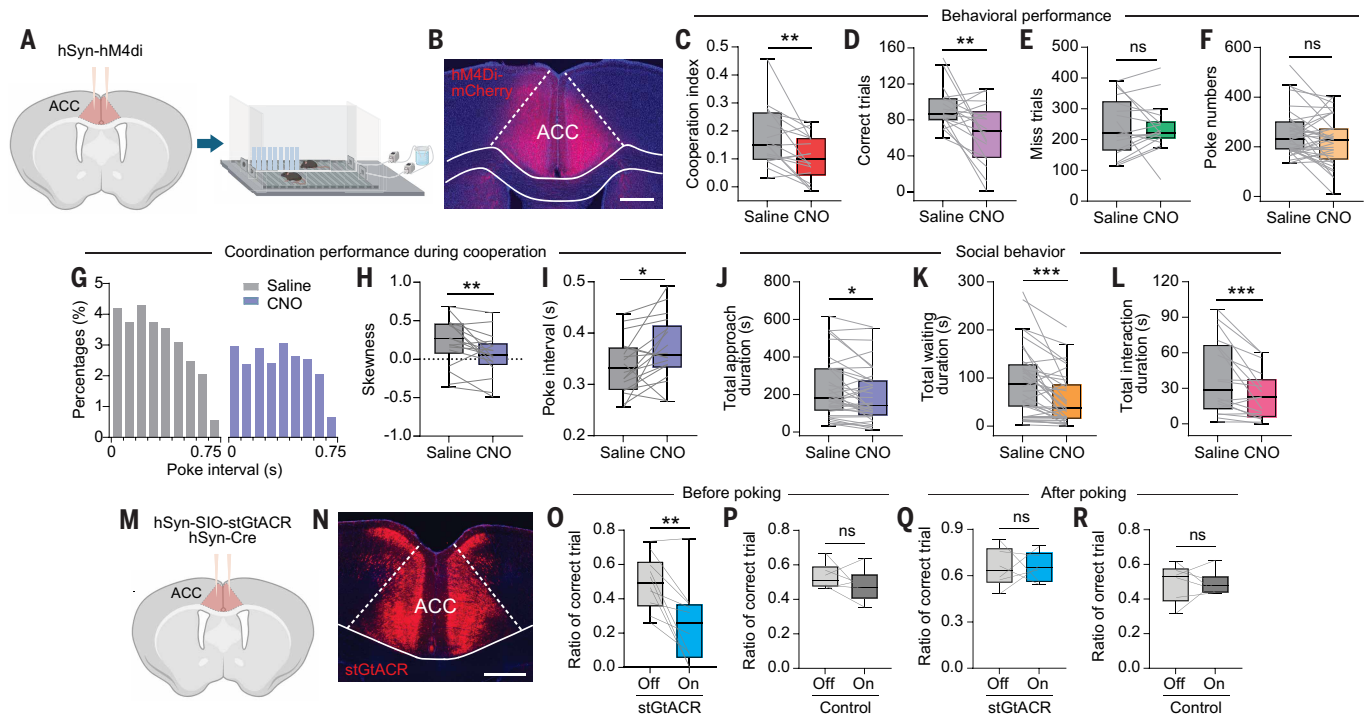 Behavioral performance
A
hSyn-hM4di
ACC
B
hM4Di-
mCherry
ACC
C
Cooperation index
0.5
0.4
0.3
0.2
0.1
0.0
**
Saline CNO
D
Correct trials
160
120
80
40
0
**
Saline CNO
E
Miss trials
500
400
300
200
100
0
ns
Saline CNO
F
Poke numbers
600
400
200
0
ns
Saline CNO
Coordination performance during cooperation
Social behavior
G
Percentages (%)
5
4
3
2
1
0
Saline
CNO
0 0.75 0 0.75
Poke interval (s)
H
Skewness
1.0
0.5
0.0
-0.5
-1.0
**
Saline CNO
I
Poke interval (s)
0.5
0.4
0.3
0.2
*
Saline CNO
J
Total approach
duration (s)
800
600
400
200
0
*
Saline CNO
K
Total waiting
duration (s)
300
200
100
0
***
Saline CNO
L
Total interaction
duration (s)
120
90
60
30
0
***
Saline CNO
Before poking
After poking
M
hSyn-SIO-stGtACR
hSyn-Cre
ACC
N
ACC
stGtACR
O
Ratio of correct trial
0.8
0.6
0.4
0.2
0.0
**
Off On
stGtACR
P
Ratio of correct trial
0.8
0.6
0.4
0.2
0.0
ns
Off On
Control
Q
Ratio of correct trial
0.9
0.6
0.3
0.0
ns
Off On
stGtACR
R
Ratio of orrect trial
0.8
0.6
0.4
0.2
0.0
ns
Off On
Control